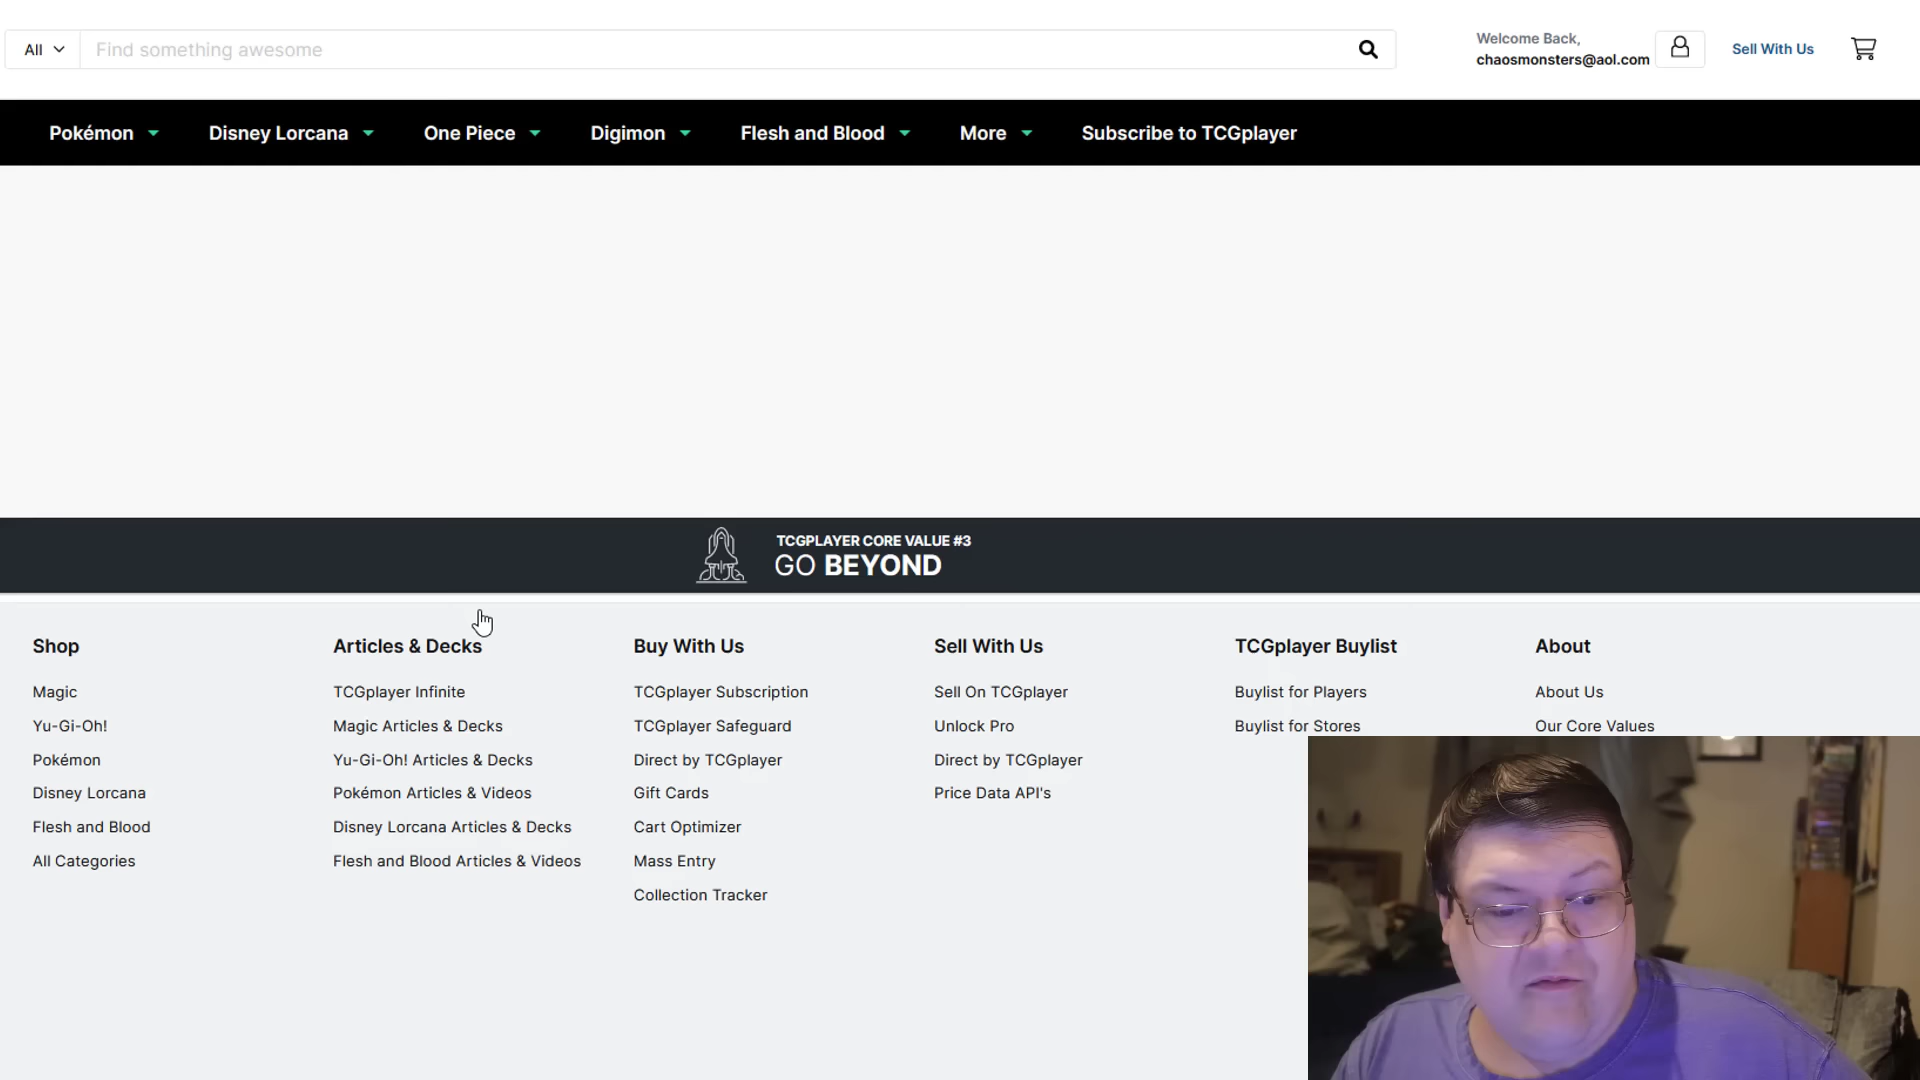 All
Find something awesome
Welcome Back,
chaosmonsters@aol.com
Sell With Us
Pokémon
Disney Lorcana
One Piece
Digimon
Flesh and Blood
More
Subscribe to TCGplayer
TCGPLAYER CORE VALUE #3
GO BEYOND
Shop
Magic
Yu-Gi-Oh!
Pokémon
Disney Lorcana
Flesh and Blood
All Categories
Articles & Decks
TCGplayer Infinite
Magic Articles & Decks
Yu-Gi-Oh! Articles & Decks
Pokémon Articles & Videos
Disney Lorcana Articles & Decks
Flesh and Blood Articles & Videos
Buy With Us
TCGplayer Subscription
TCGplayer Safeguard
Direct by TCGplayer
Gift Cards
Cart Optimizer
Mass Entry
Collection Tracker
Sell With Us
Sell On TCGplayer
Unlock Pro
Direct by TCGplayer
Price Data API's
TCGplayer Buylist
Buylist for Players
Buylist for Stores
About
About Us
Our Core Values